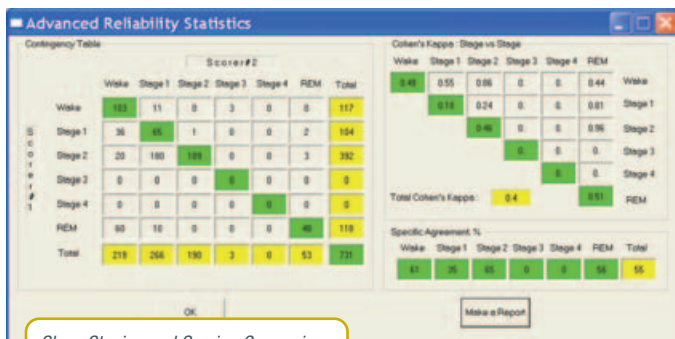 Advanced Reliability Statistics
Contingency Table
Scorer#2
Wake Stage 1 Stage 2 Stage 3 Stage 4 REM Total
Scorer#1
Wake 103 11 0 3 0 0 117
Stage 1 36 65 1 0 0 2 104
Stage 2 20 180 189 0 0 3 392
Stage 3 0 0 0 0 0 0 0
Stage 4 0 0 0 0 0 0 0
REM 60 10 0 0 0 48 118
Total 219 266 190 3 0 53 731
OK
Cohen's Kappa : Stage vs Stage
Wake Stage 1 Stage 2 Stage 3 Stage 4 REM
0.48 0.55 0.86 0. 0. 0.44 Wake
0.18 0.24 0. 0. 0.81 Stage 1
0.46 0. 0. 0.96 Stage 2
0. 0. 0. Stage 3
0. 0. Stage 4
Total Cohen's Kappa : 0.4 0.51 REM
Specific Agreement %
Wake Stage 1 Stage 2 Stage 3 Stage 4 REM Total
61 35 65 0 0 56 55
Make a Report